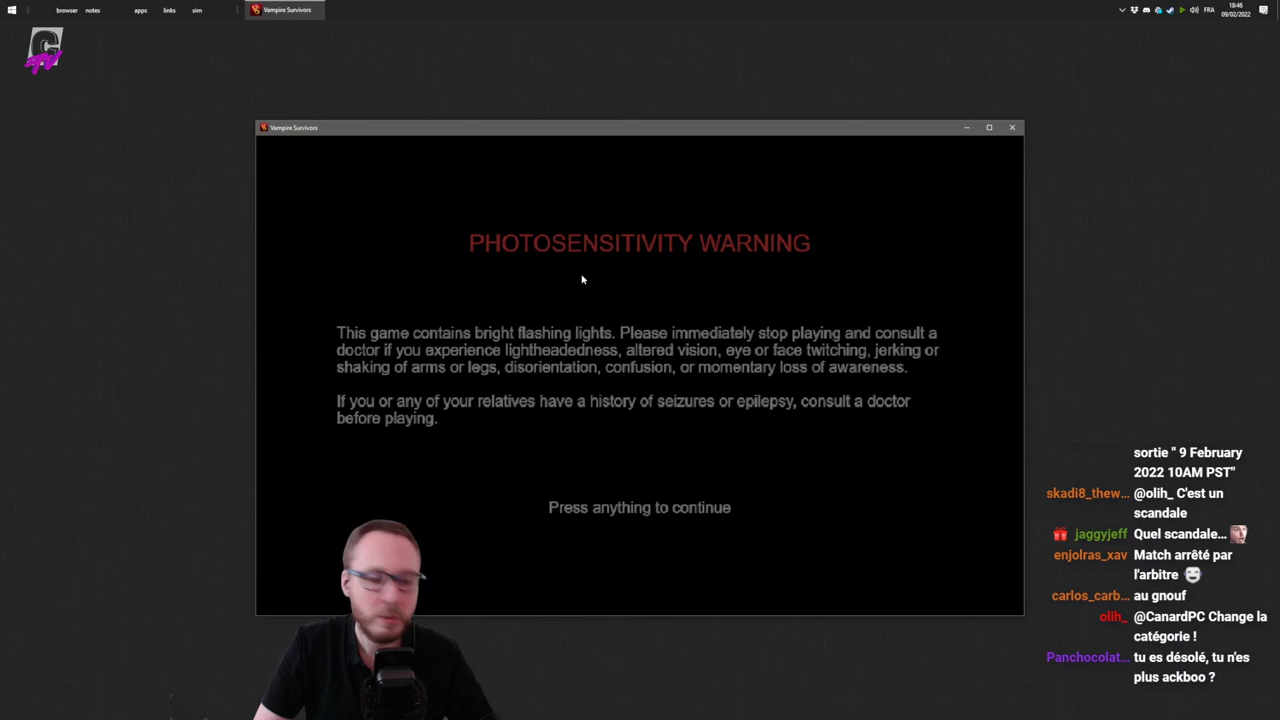 browser notes apps links sim Vampire Survivors FRA 18:46
09/02/2022
Vampire Survivors
PHOTOSENSITIVITY WARNING
This game contains bright flashing lights. Please immediately stop playing and consult a
doctor if you experience lightheadedness, altered vision, eye or face twitching, jerking or
shaking of arms or legs, disorientation, confusion, or momentary loss of awareness.
If you or any of your relatives have a history of seizures or epilepsy, consult a doctor
before playing.
Press anything to continue
sortie " 9 February
2022 10AM PST"
skadi8_thew... @olih_ C'est un
scandale
jaggyjeff Quel scandale...
enjolras_xav Match arrêté par
l'arbitre
carlos_carb... au gnouf
olih_ @CanardPC Change la
catégorie !
Panchocolat... tu es désolé, tu n'es
plus ackboo ?